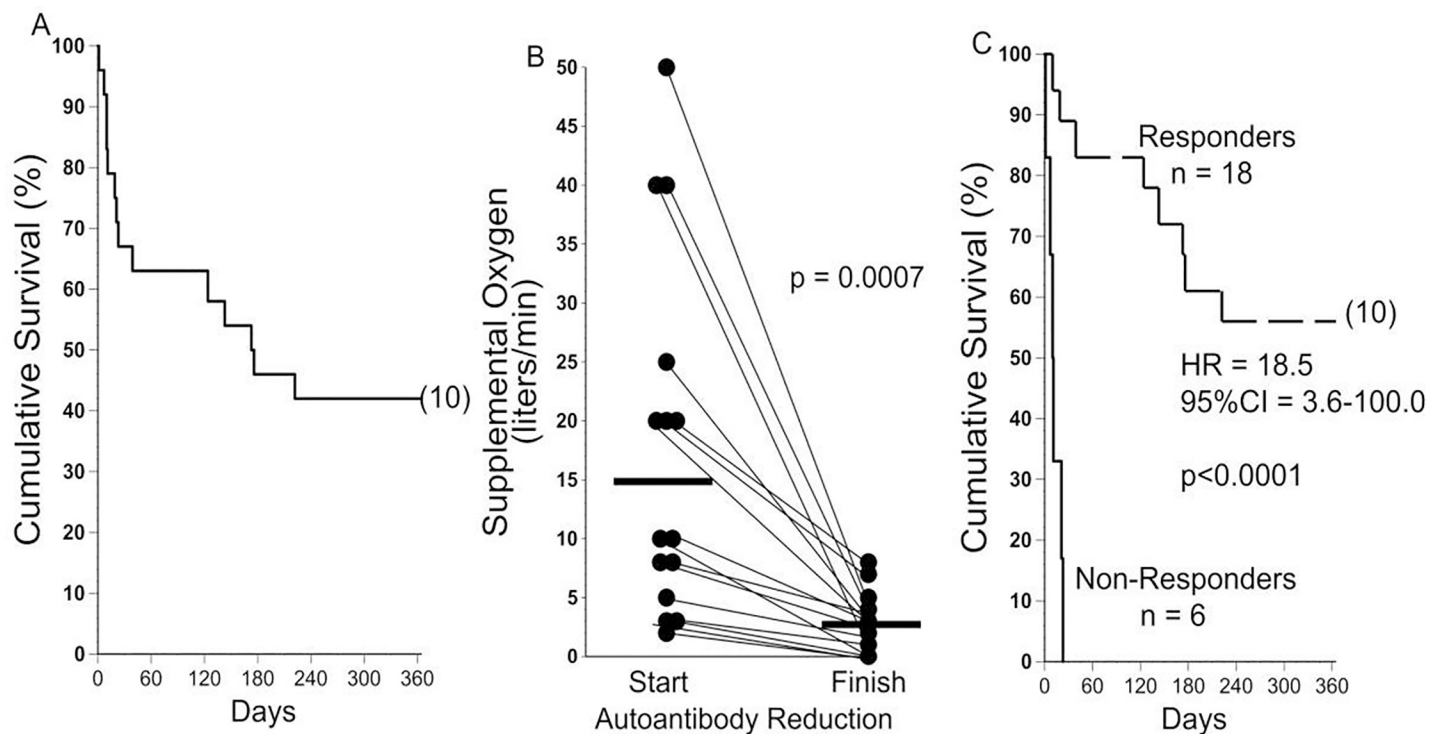 A
Cumulative Survival (%)
100
90
80
70
60
50
40
30
20
10
0
0 60 120 180 240 300 360
Days
(10)
B
Supplemental Oxygen
(liters/min)
50
45
40
35
30
25
20
15
10
5
0
p = 0.0007
Start Finish
Autoantibody Reduction
C
Cumulative Survival (%)
100
90
80
70
60
50
40
30
20
10
0
Responders
n = 18
(10)
HR = 18.5
95%CI = 3.6-100.0
p<0.0001
Non-Responders
n = 6
0 60 120 180 240 300 360
Days